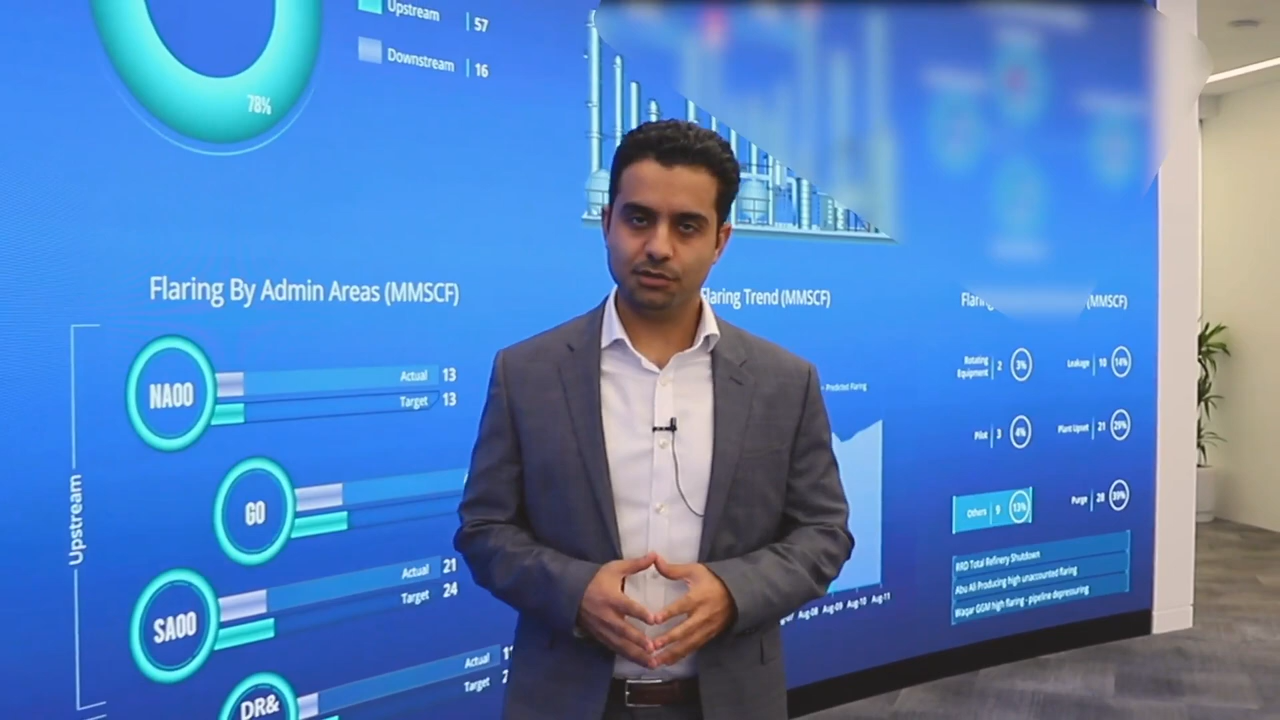 Upstream | 57
Downstream | 16
78%
Flaring By Admin Areas (MMSCF)
Upstream
NAOO
Actual 13
Target 13
GO
SAOO
Actual 21
Target 24
DR&
Actual
Target
Flaring Trend (MMSCF)
Predicted Flaring
Aug-08 Aug-09 Aug-10 Aug-11
(MMSCF)
Rotating Equipment 2 3%
Leakage 10 14%
Pilot 3 4%
Plant Upset 21 29%
Others 9 13%
Purge 28 39%
RRD Total Refinery Shutdown
Abu Ali Producing high unaccounted flaring
Waqar GGM high flaring - pipeline depressuring